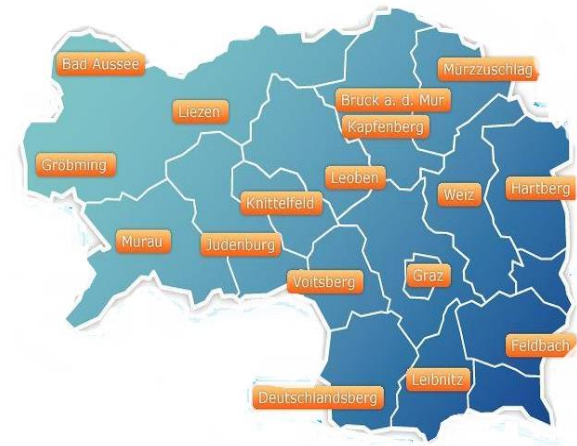 Bad Aussee
Mürzzuschlag
Bruck a. d. Mur
Liezen
Kapfenberg
Gröbming
Leoben
Hartberg
Weiz
Knittelfeld
Murau
Judenburg
Graz
Voitsberg
Feldbach
Leibnitz
Deutschlandsberg